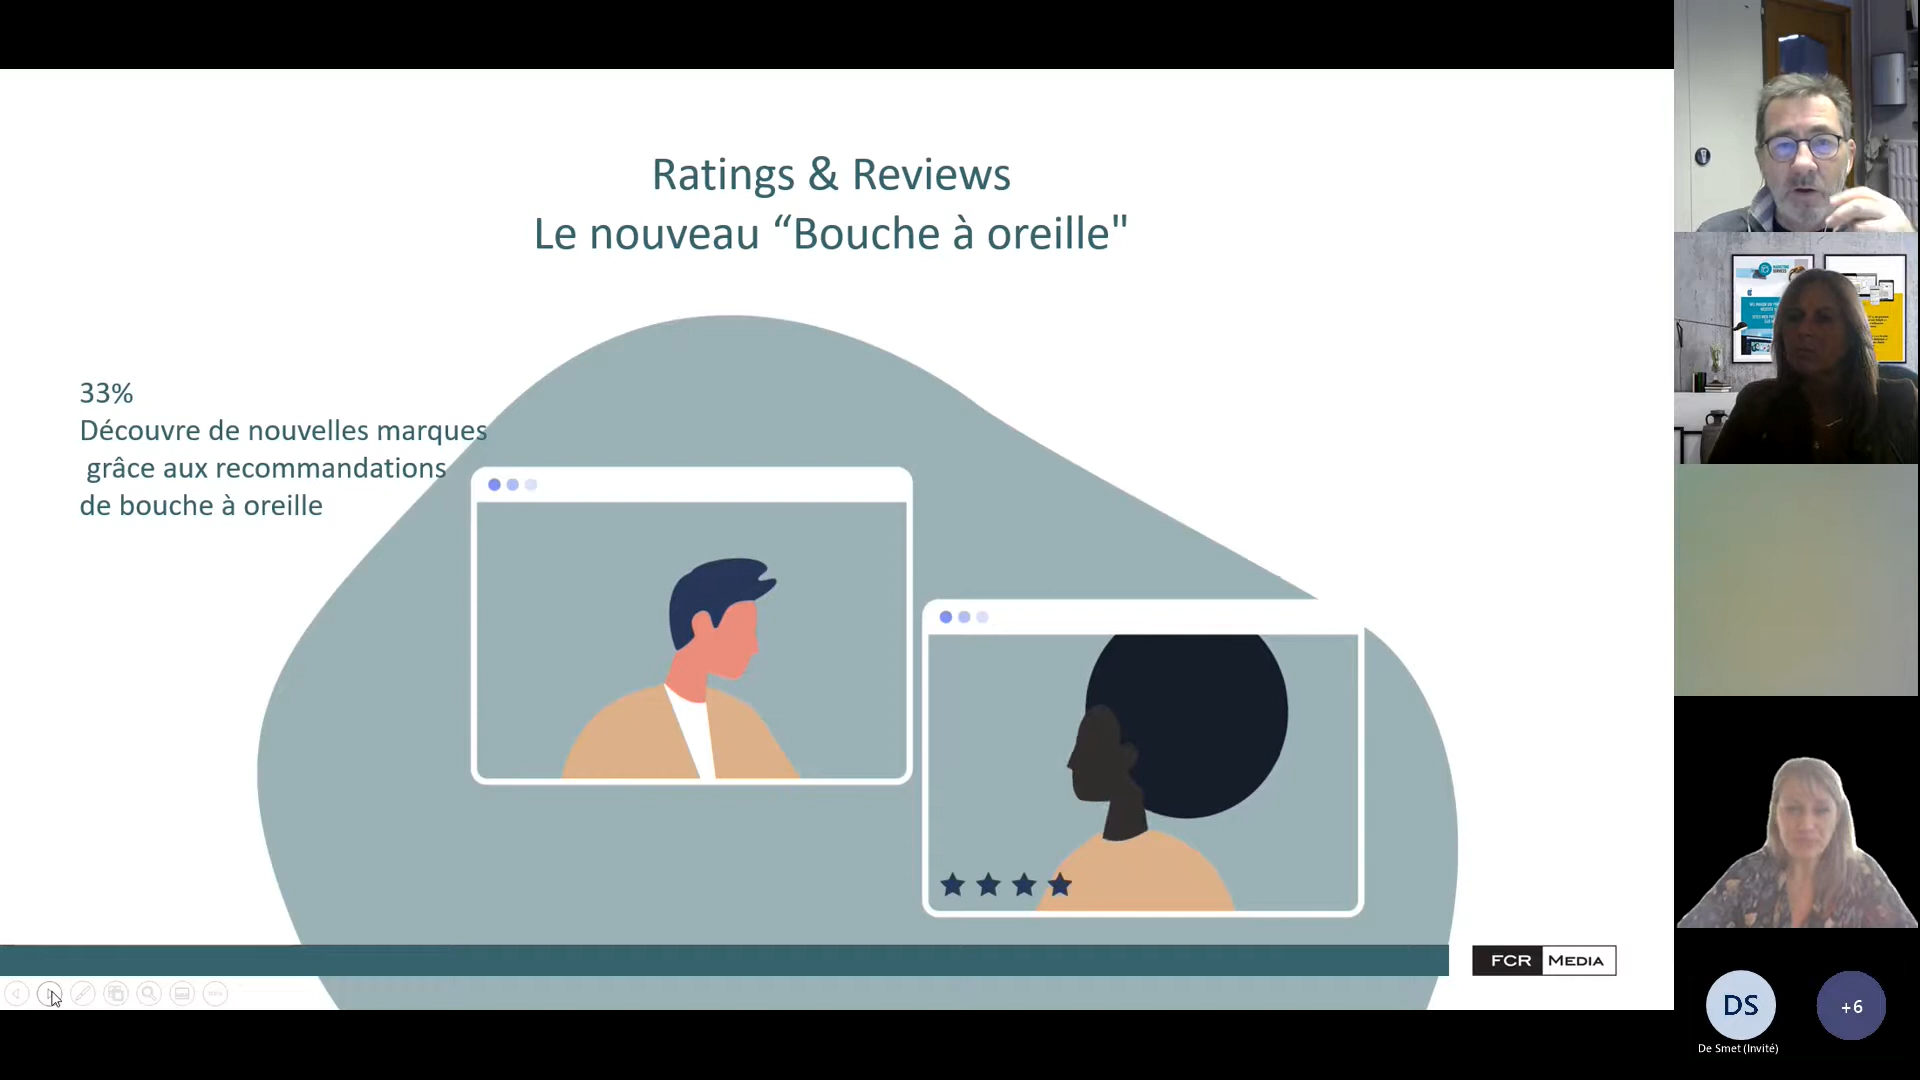 Ratings & Reviews
Le nouveau “Bouche à oreille"
33%
Découvre de nouvelles marques
grâce aux recommandations
de bouche à oreille
FCR MEDIA
DS
+6
De Smet (Invité)